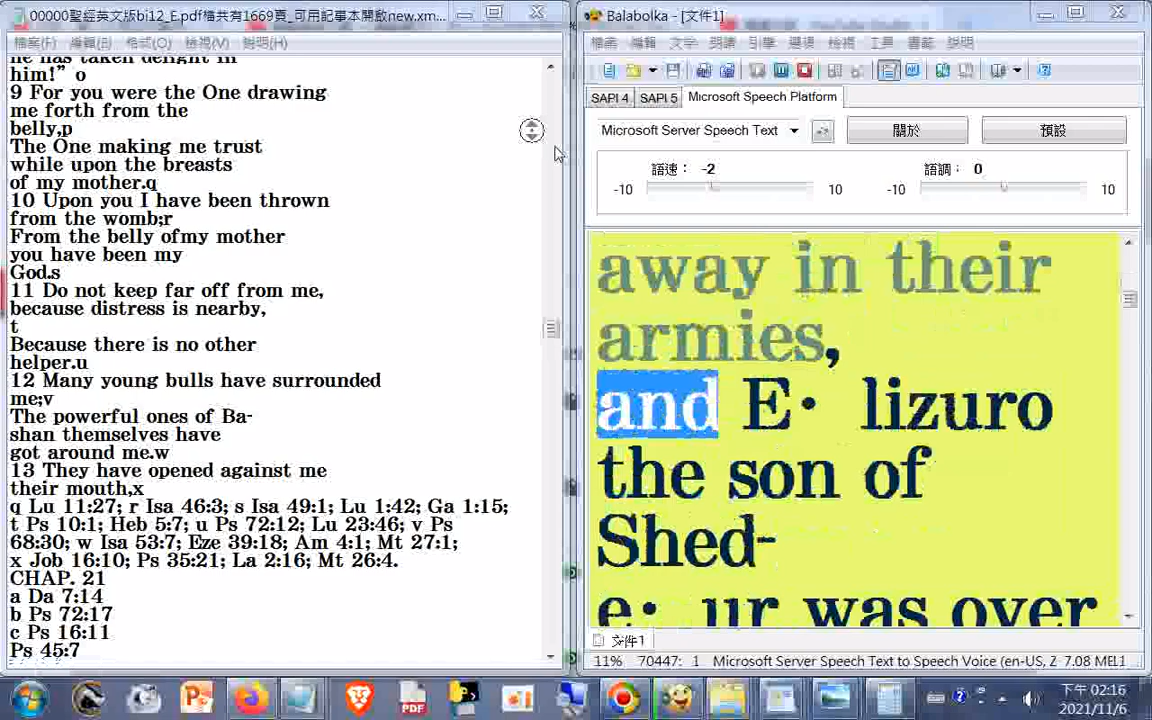 00000聖經英文版bi12_E.pdf檔共有1669頁_可用記事本開啟new.xm...
檔案(F) 編輯(E) 格式(O) 檢視(V) 說明(H)
he has taken delight in
him!” o
9 For you were the One drawing
me forth from the
belly,p
The One making me trust
while upon the breasts
of my mother.q
10 Upon you I have been thrown
from the womb;r
From the belly ofmy mother
you have been my
God.s
11 Do not keep far off from me,
because distress is nearby,
t
Because there is no other
helper.u
12 Many young bulls have surrounded
me;v
The powerful ones of Ba-
shan themselves have
got around me.w
13 They have opened against me
their mouth,x
q Lu 11:27; r Isa 46:3; s Isa 49:1; Lu 1:42; Ga 1:15;
t Ps 10:1; Heb 5:7; u Ps 72:12; Lu 23:46; v Ps
68:30; w Isa 53:7; Eze 39:18; Am 4:1; Mt 27:1;
x Job 16:10; Ps 35:21; La 2:16; Mt 26:4.
CHAP. 21
a Da 7:14
b Ps 72:17
c Ps 16:11
Ps 45:7
Balabolka - [文件1]
檔案 編輯 文字 朗讀 引擎 選項 檢視 工具 書籤 說明
SAPI 4 SAPI 5 Microsoft Speech Platform
Microsoft Server Speech Text 關於 預設
語速： -2 語調： 0
-10 10 -10 10
away in their
armies,
and E· lizuro
the son of
Shed-
e· ur was over
文件1
11% 70447: 1 Microsoft Server Speech Text to Speech Voice (en-US, Z 7.08 MEL1
PDF
下午 02:16
2021/11/6